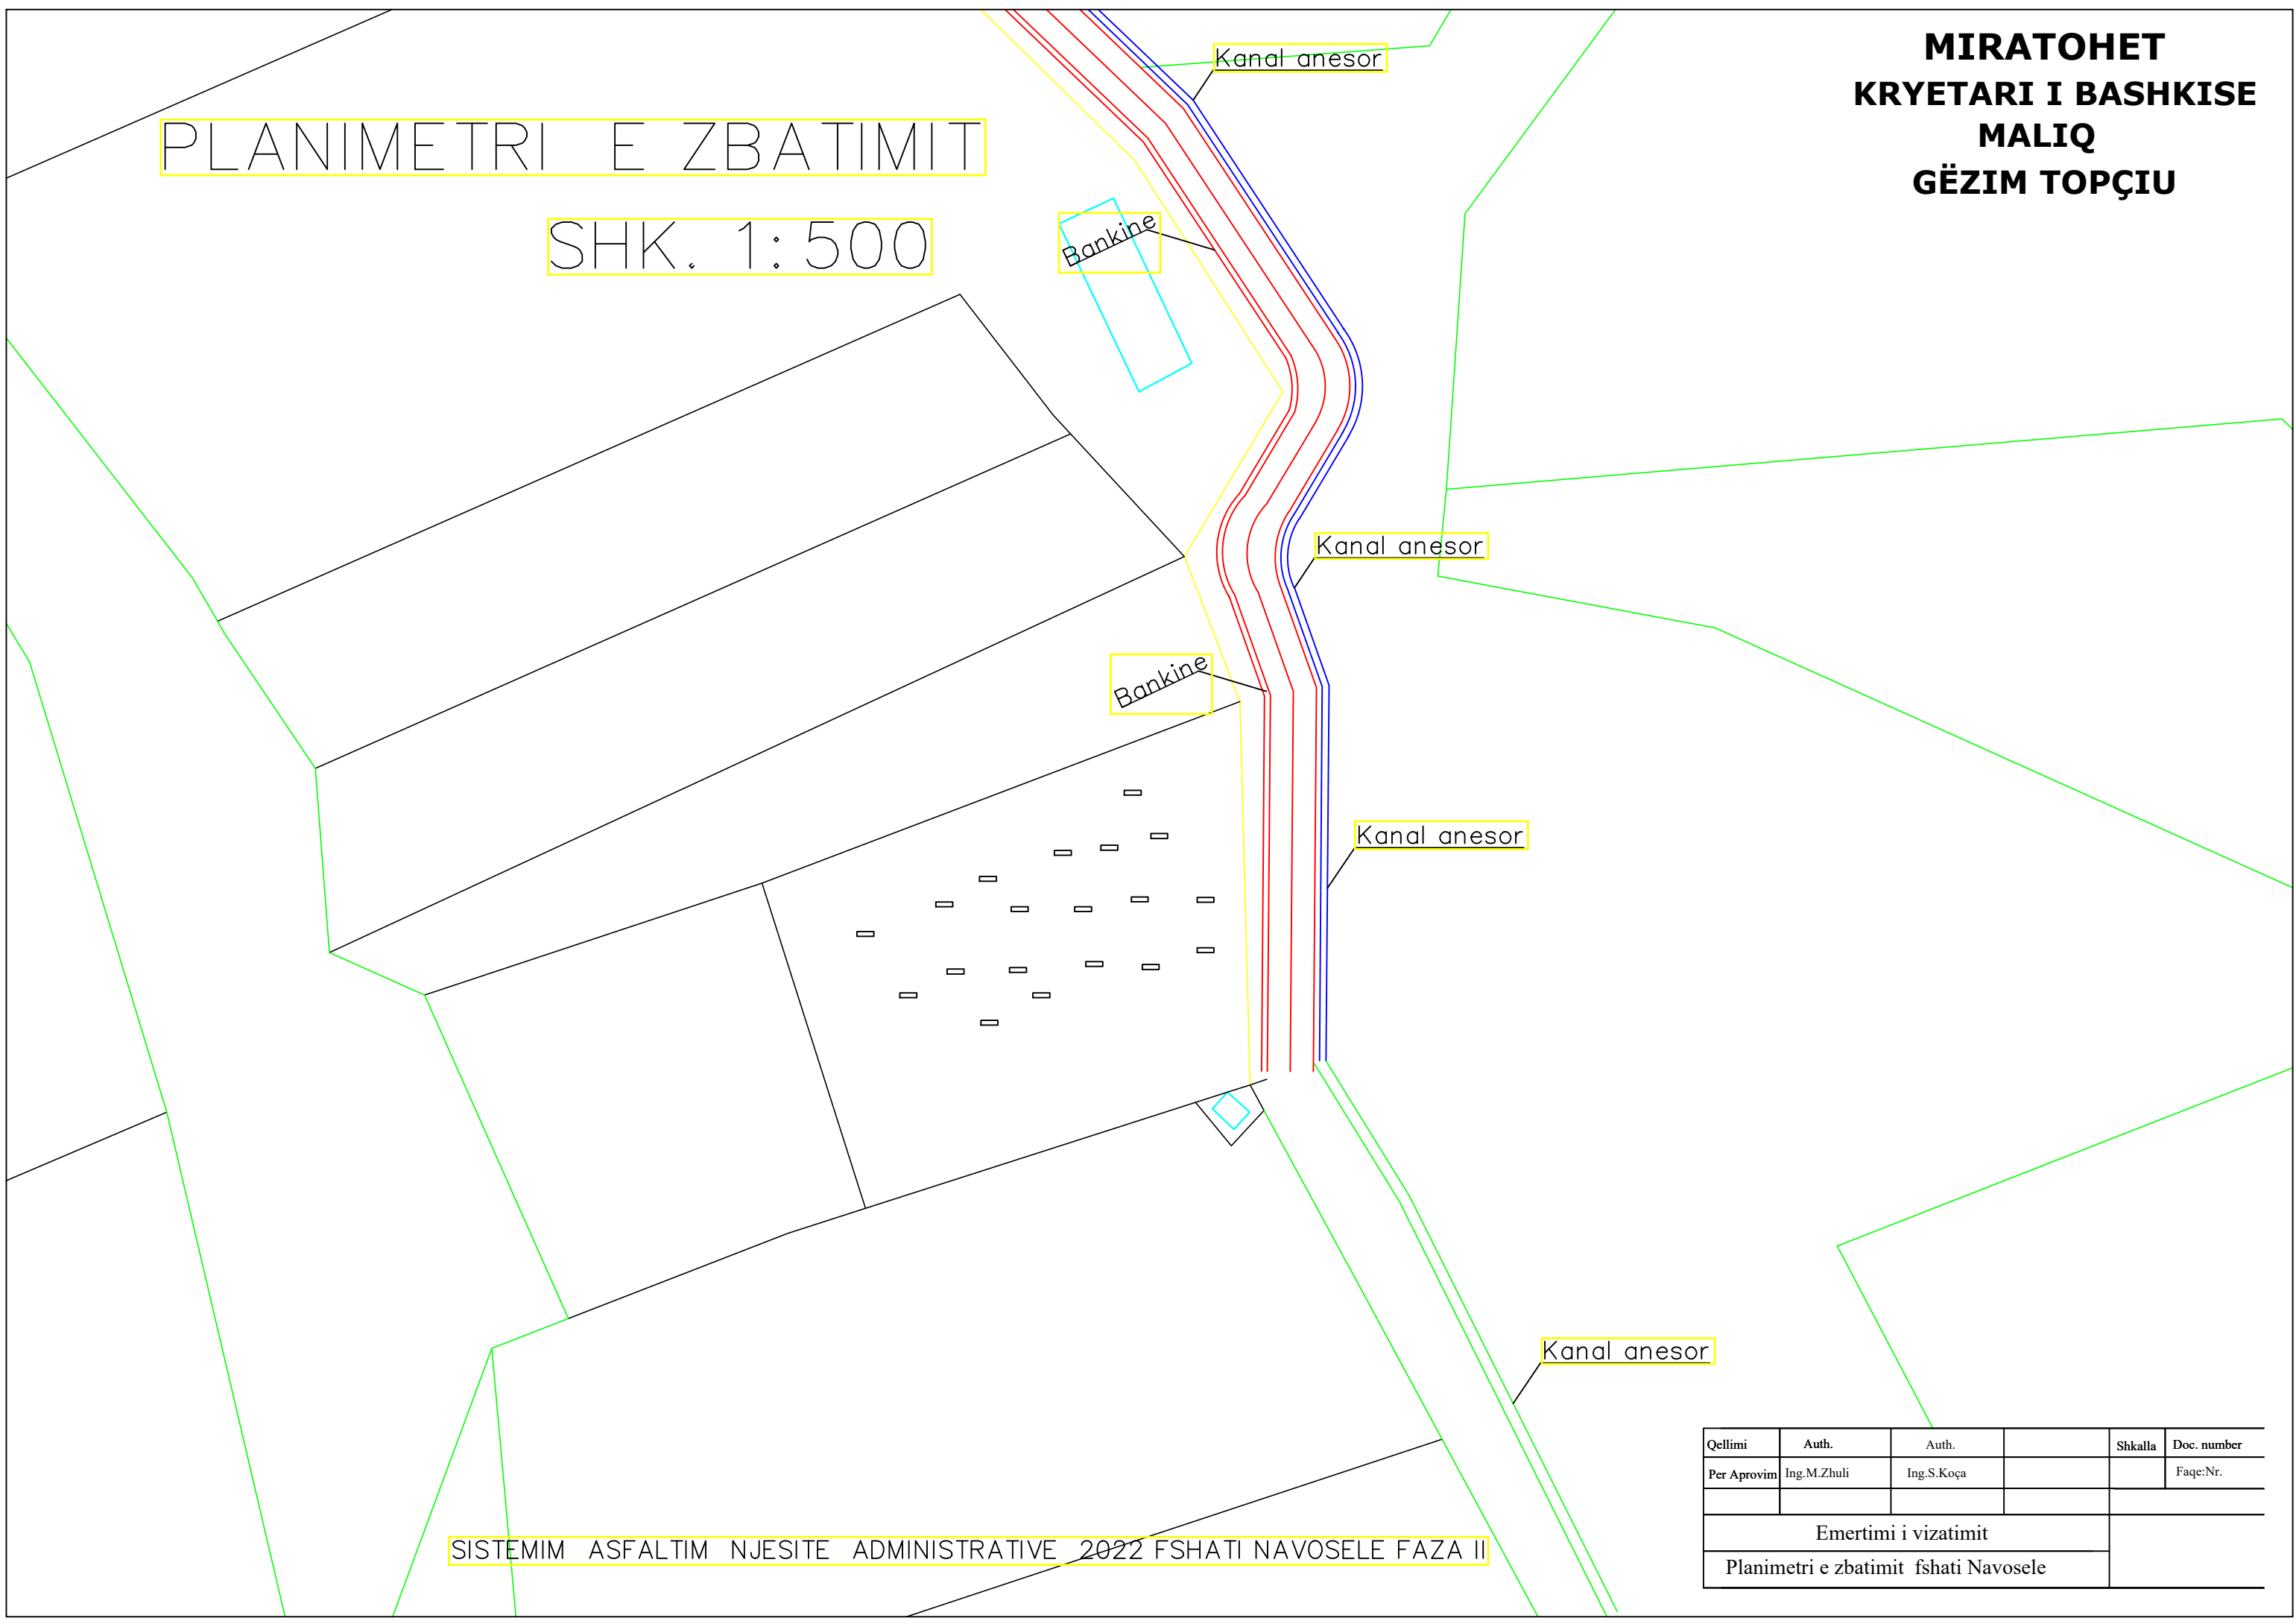 MIRATOHET
KRYETARI I BASHKISE
MALIQ
GËZIM TOPÇIU
PLANIMETRI E ZBATIMIT
SHK. 1:500
Kanal anesor
Bankine
Kanal anesor
Bankine
Kanal anesor
Kanal anesor
SISTEMIM ASFALTIM NJESITE ADMINISTRATIVE 2022 FSHATI NAVOSELE FAZA II
Qellimi Auth. Auth. Shkalla Doc. number
Per Aprovim Ing.M.Zhuli Ing.S.Koça Faqe:Nr.
Emertimi i vizatimit
Planimetri e zbatimit fshati Navosele